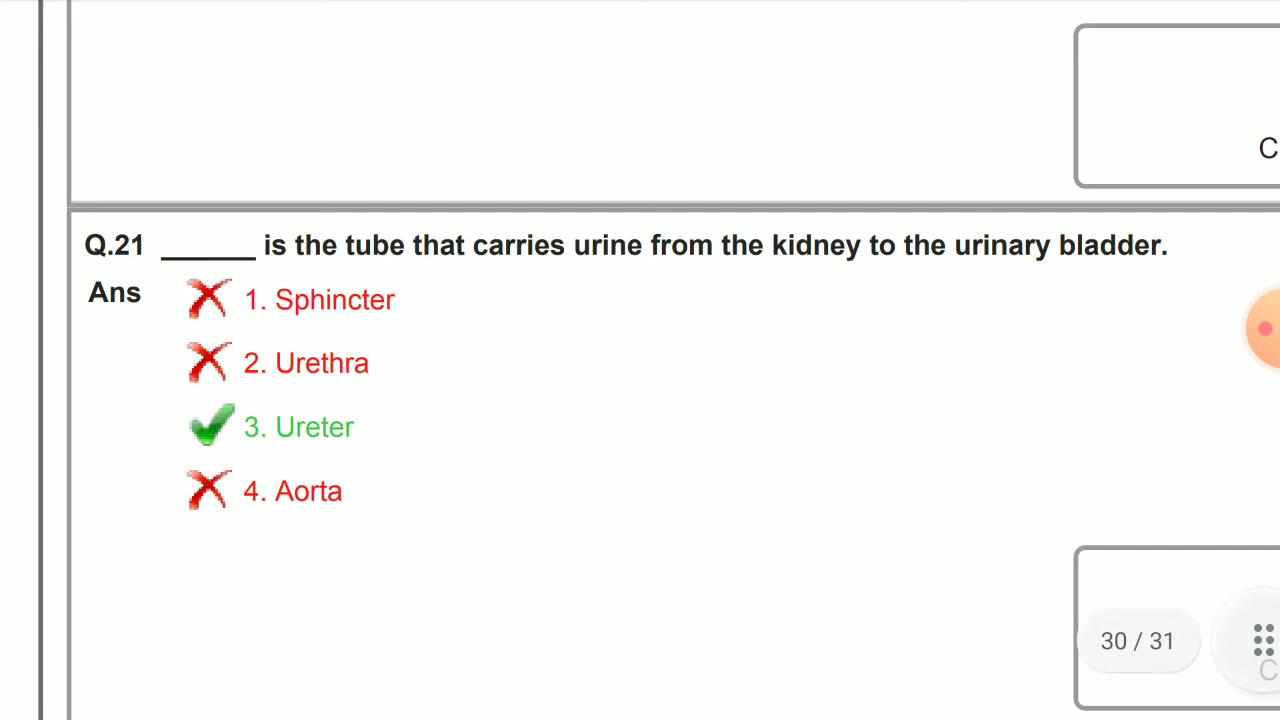 C
Q.21 ______ is the tube that carries urine from the kidney to the urinary bladder.
Ans
1. Sphincter
2. Urethra
3. Ureter
4. Aorta
30 / 31
C